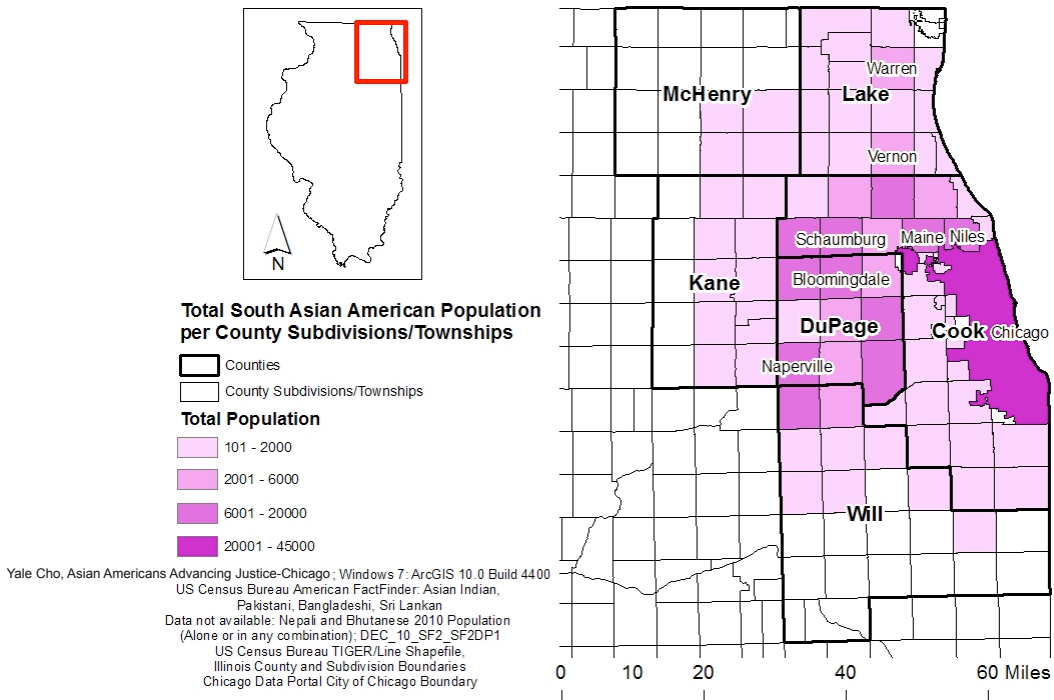 N
Total South Asian American Population
per County Subdivisions/Townships
Counties
County Subdivisions/Townships
Total Population
101 - 2000
2001 - 6000
6001 - 20000
20001 - 45000
Yale Cho, Asian Americans Advancing Justice-Chicago; Windows 7: ArcGIS 10.0 Build 4400
US Census Bureau American FactFinder: Asian Indian,
Pakistani, Bangladeshi, Sri Lankan
Data not available: Nepali and Bhutanese 2010 Population
(Alone or in any combination); DEC_10_SF2_SF2DP1
US Census Bureau TIGER/Line Shapefile,
Illinois County and Subdivision Boundaries
Chicago Data Portal City of Chicago Boundary
Warren
McHenry Lake
Vernon
Schaumburg Maine Niles
Kane Bloomingdale
DuPage Cook Chicago
Naperville
Will
0 10 20 40 60 Miles